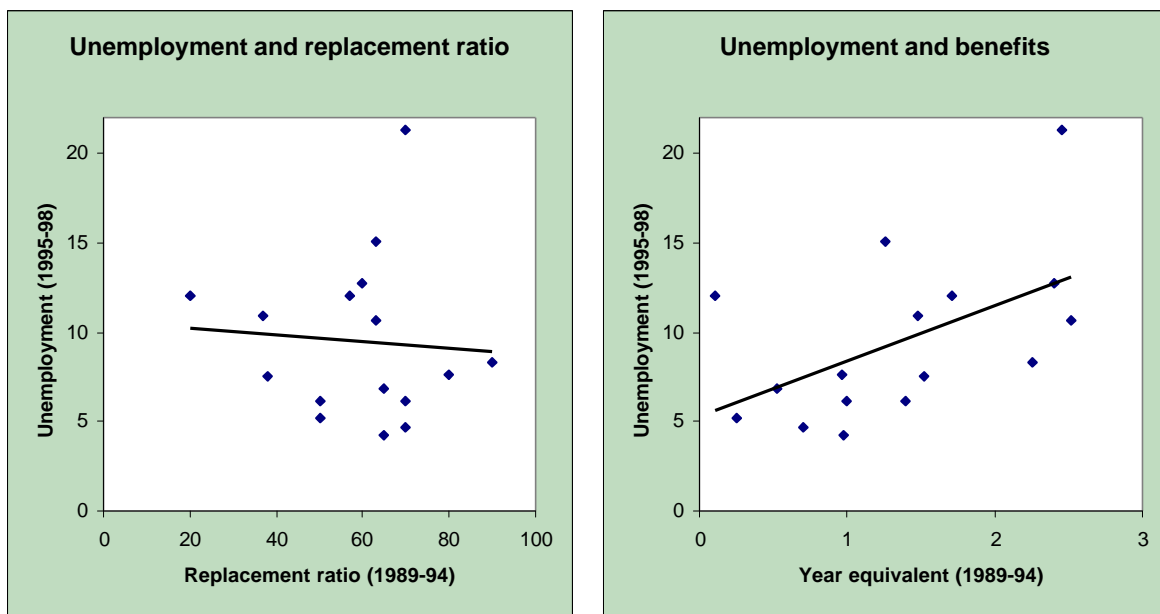 Unemployment and replacement ratio
Unemployment (1995-98)
20
15
10
5
0
0 20 40 60 80 100
Replacement ratio (1989-94)
Unemployment and benefits
Unemployment (1995-98)
20
15
10
5
0
0 1 2 3
Year equivalent (1989-94)